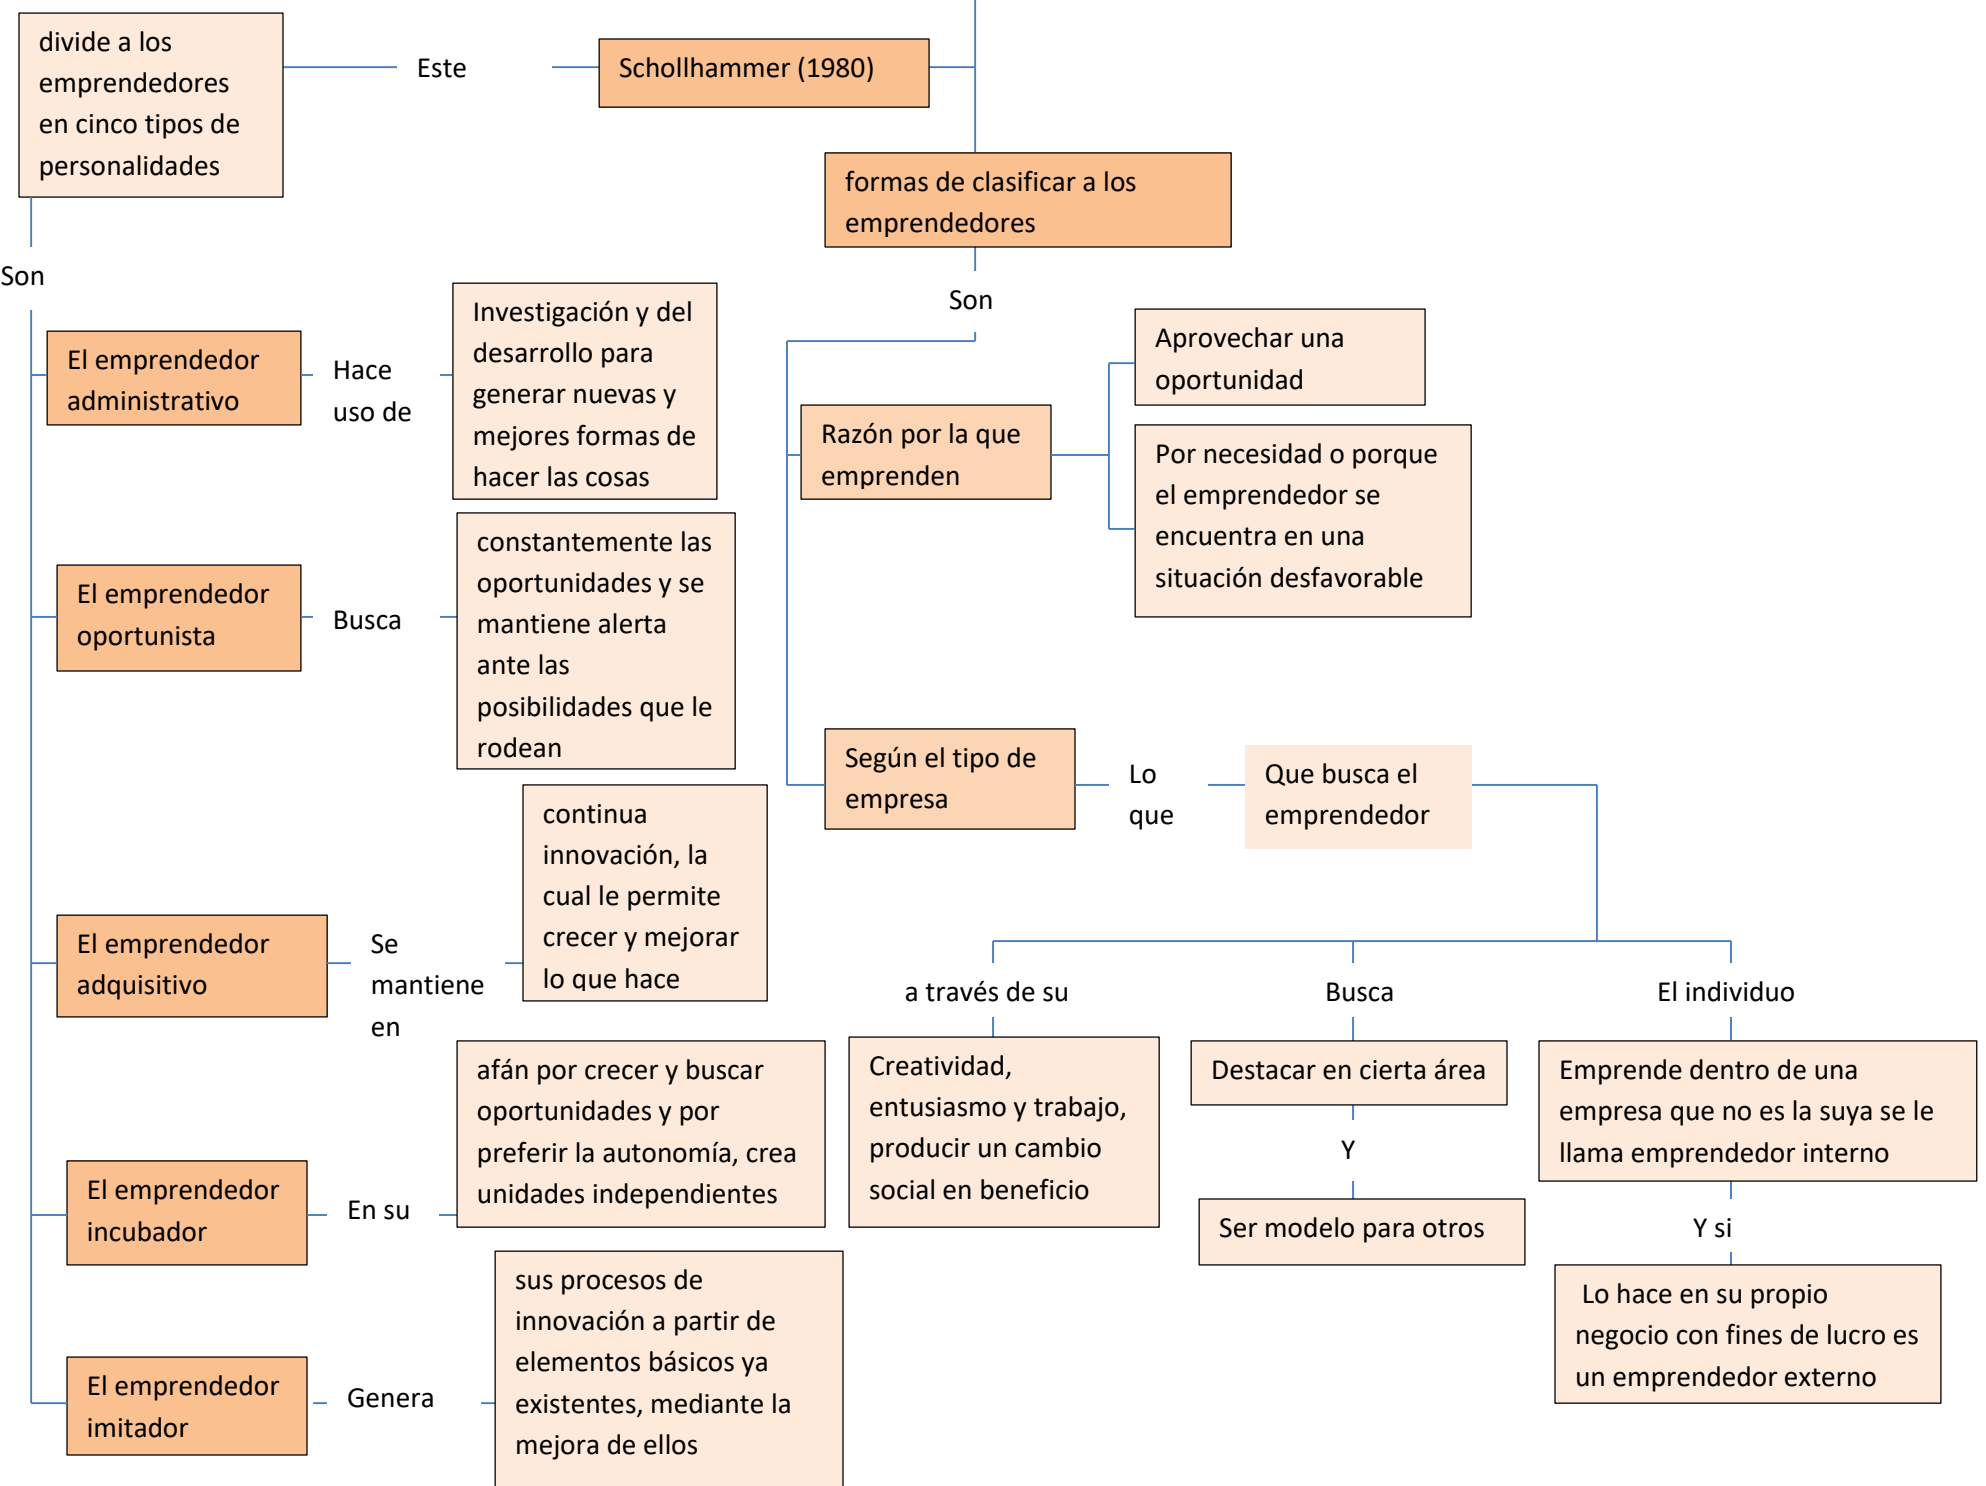 divide a los
emprendedores
en cinco tipos de
personalidades
Este
Schollhammer (1980)
formas de clasificar a los
emprendedores
Son
El emprendedor
administrativo
Hace
uso de
Investigación y del
desarrollo para
generar nuevas y
mejores formas de
hacer las cosas
El emprendedor
oportunista
Busca
constantemente las
oportunidades y se
mantiene alerta
ante las
posibilidades que le
rodean
El emprendedor
adquisitivo
Se
mantiene
en
continua
innovación, la
cual le permite
crecer y mejorar
lo que hace
El emprendedor
incubador
En su
afán por crecer y buscar
oportunidades y por
preferir la autonomía, crea
unidades independientes
El emprendedor
imitador
Genera
sus procesos de
innovación a partir de
elementos básicos ya
existentes, mediante la
mejora de ellos
Son
Razón por la que
emprenden
Aprovechar una
oportunidad
Por necesidad o porque
el emprendedor se
encuentra en una
situación desfavorable
Según el tipo de
empresa
Lo
que
Que busca el
emprendedor
a través de su
Creatividad,
entusiasmo y trabajo,
producir un cambio
social en beneficio
Busca
Destacar en cierta área
Y
Ser modelo para otros
El individuo
Emprende dentro de una
empresa que no es la suya se le
llama emprendedor interno
Y si
Lo hace en su propio
negocio con fines de lucro es
un emprendedor externo